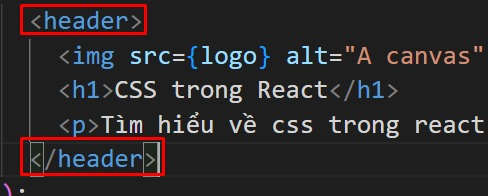 <header>
<img src={logo} alt="A canvas"
<h1>CSS trong React</h1>
<p>Tìm hiểu về css trong react
</header>
);